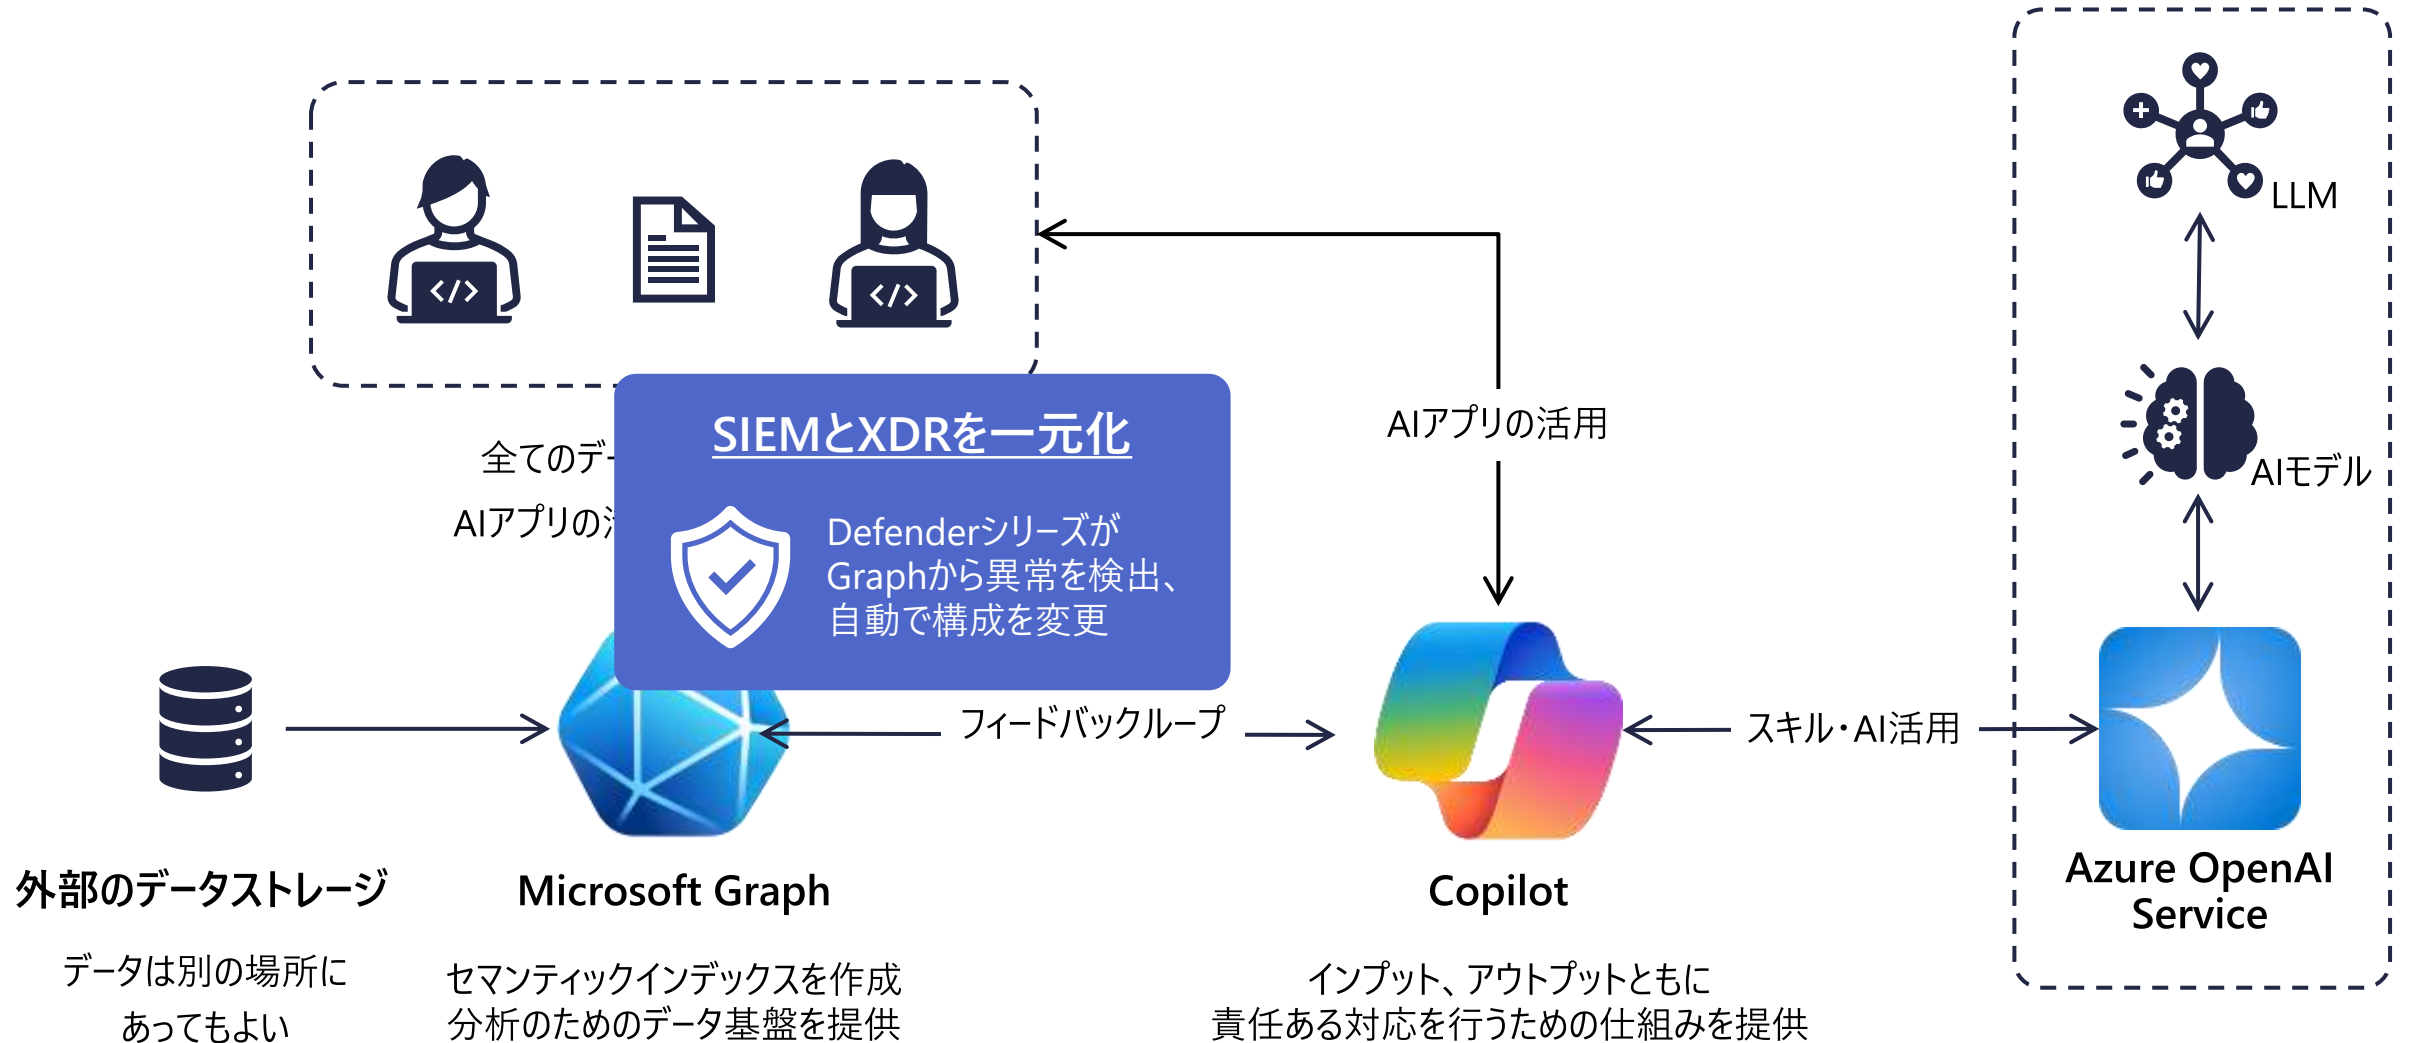 LLM
SIEMとXDRを一元化
AIアプリの活用
全てのデー
AIモデル
AIアプリの
Defenderシリーズが
Graphから異常を検出、
自動で構成を変更
フィードバックループ
スキル・AI活用
外部のデータストレージ
Microsoft Graph
Copilot
Azure OpenAI
Service
データは別の場所に
あってもよい
セマンティックインデックスを作成
分析のためのデータ基盤を提供
インプット、アウトプットともに
責任ある対応を行うための仕組みを提供